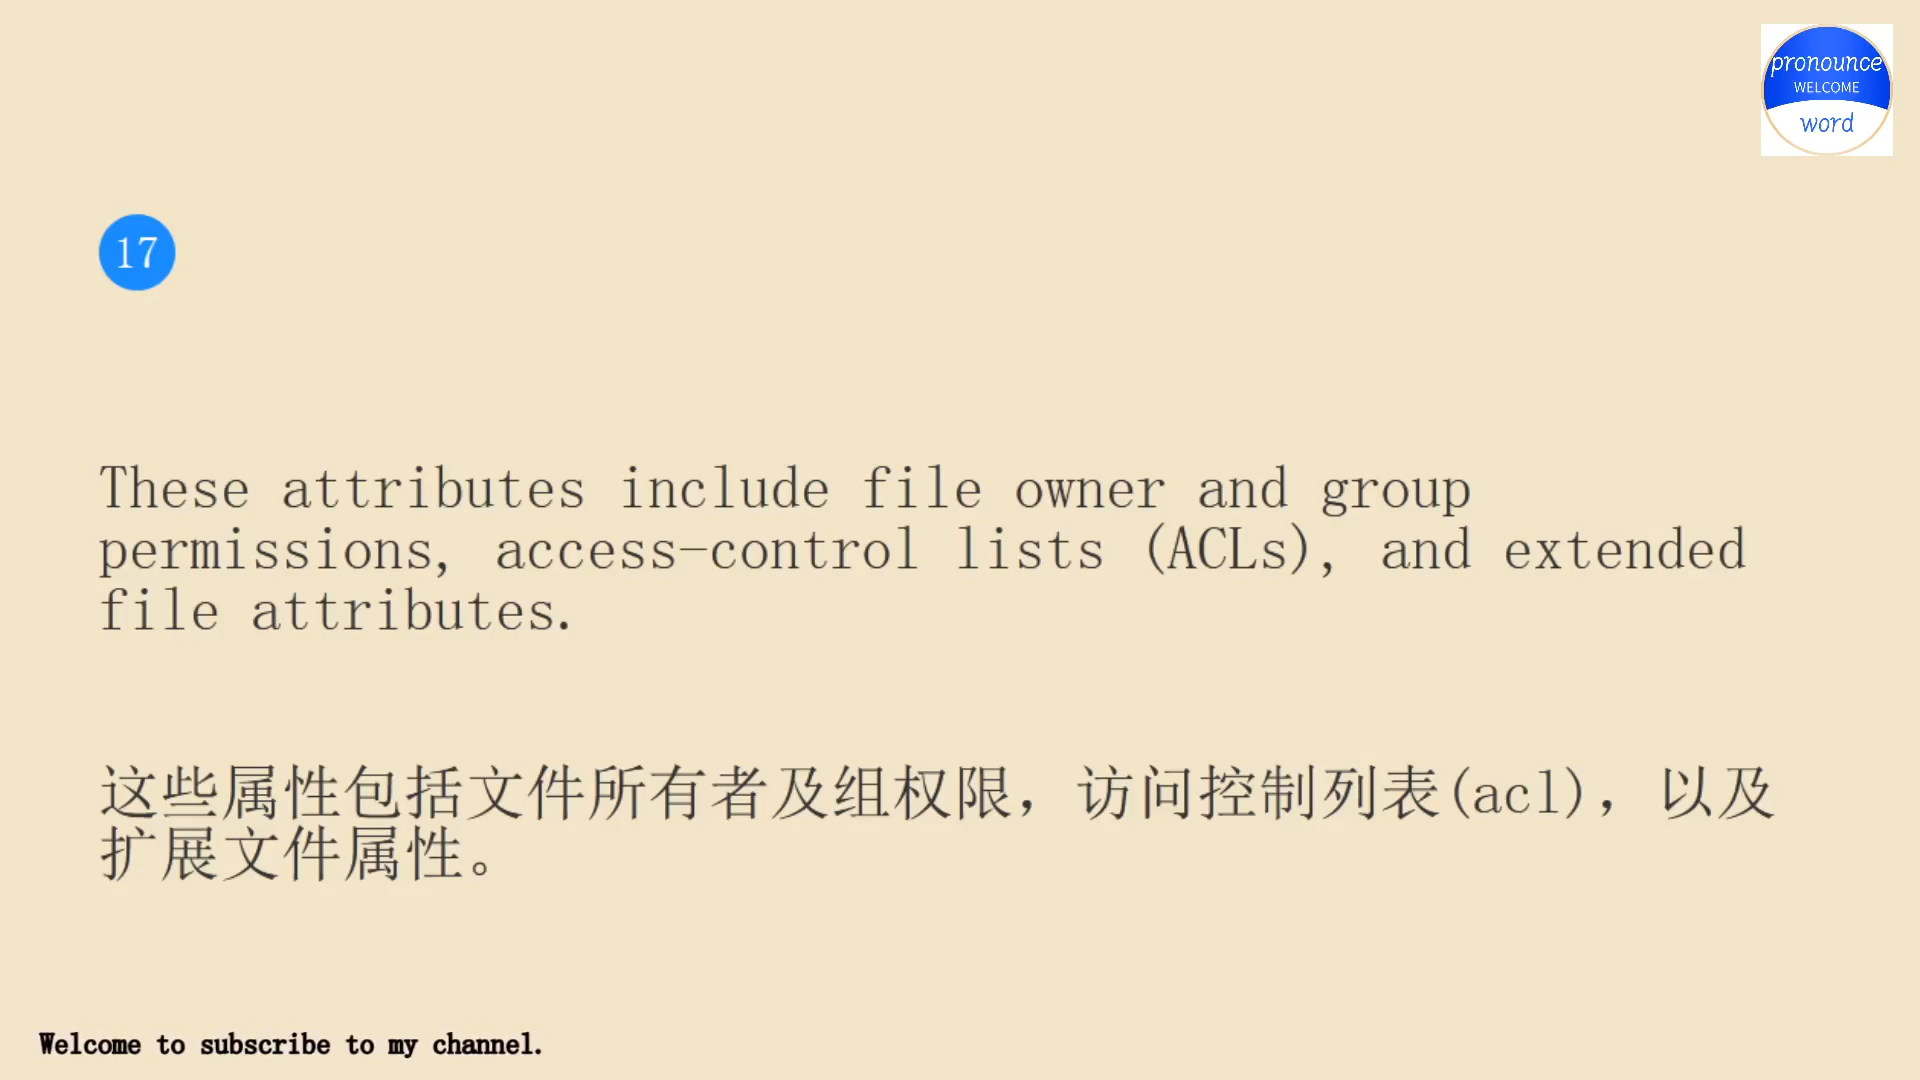 pronounce
WELCOME
word
17
These attributes include file owner and group
permissions, access-control lists (ACLs), and extended
file attributes.
这些属性包括文件所有者及组权限，访问控制列表(acl)，以及
扩展文件属性。
Welcome to subscribe to my channel.